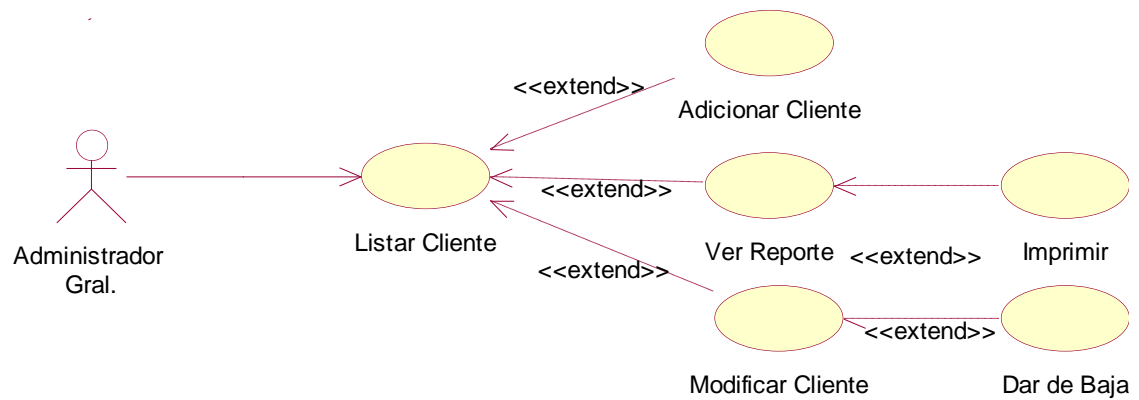 <<extend>>
Adicionar Cliente
<<extend>>
Administrador
Gral.
Listar Cliente
Ver Reporte
<<extend>>
Imprimir
<<extend>>
<<extend>>
Modificar Cliente
Dar de Baja